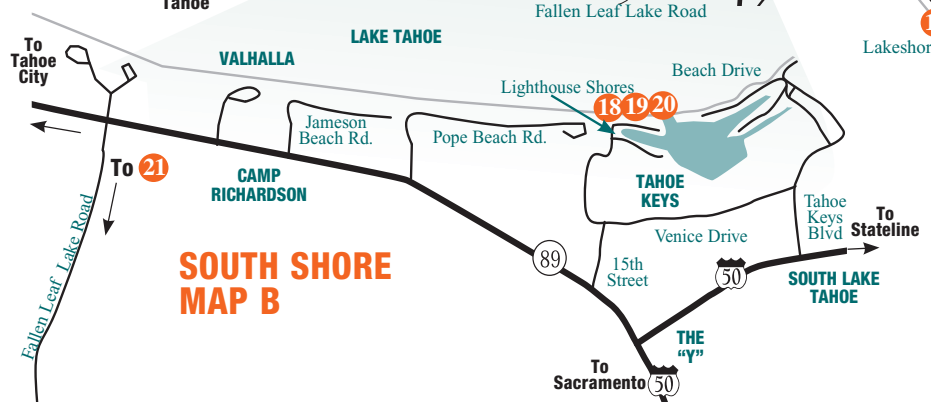 Tahoe
Fallen Leaf Lake Road
To
Tahoe
City
LAKE TAHOE
VALHALLA
Beach Drive
Lighthouse Shores
18 19 20
Jameson
Beach Rd.
Pope Beach Rd.
To 21
CAMP
RICHARDSON
TAHOE
KEYS
Tahoe
Keys
Blvd
To
Stateline
Venice Drive
Fallen Leaf Lake Road
SOUTH SHORE
MAP B
89
15th
Street
50
SOUTH LAKE
TAHOE
THE
“Y”
To
Sacramento 50